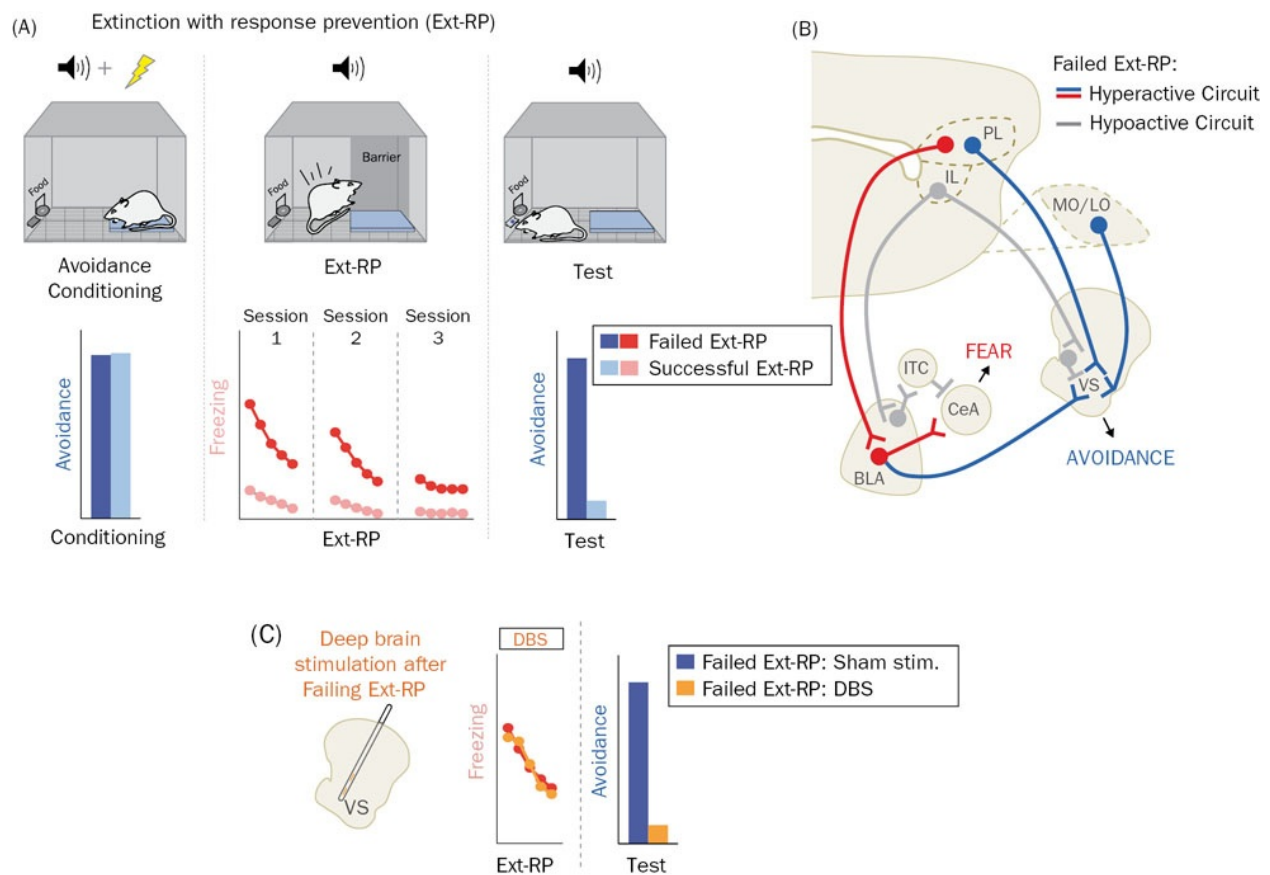 (A)
Extinction with response prevention (Ext-RP)
+
Food
Avoidance
Conditioning
Barrier
Food
Ext-RP
Food
Test
Avoidance
Conditioning
Freezing
Session
1
Session
2
Session
3
Ext-RP
Avoidance
Test
Failed Ext-RP
Successful Ext-RP
(B)
Failed Ext-RP:
Hyperactive Circuit
Hypoactive Circuit
PL
IL
MO/LO
FEAR
ITC
CeA
VS
BLA
AVOIDANCE
(C)
Deep brain
stimulation after
Failing Ext-RP
VS
DBS
Freezing
Ext-RP
Avoidance
Test
Failed Ext-RP: Sham stim.
Failed Ext-RP: DBS